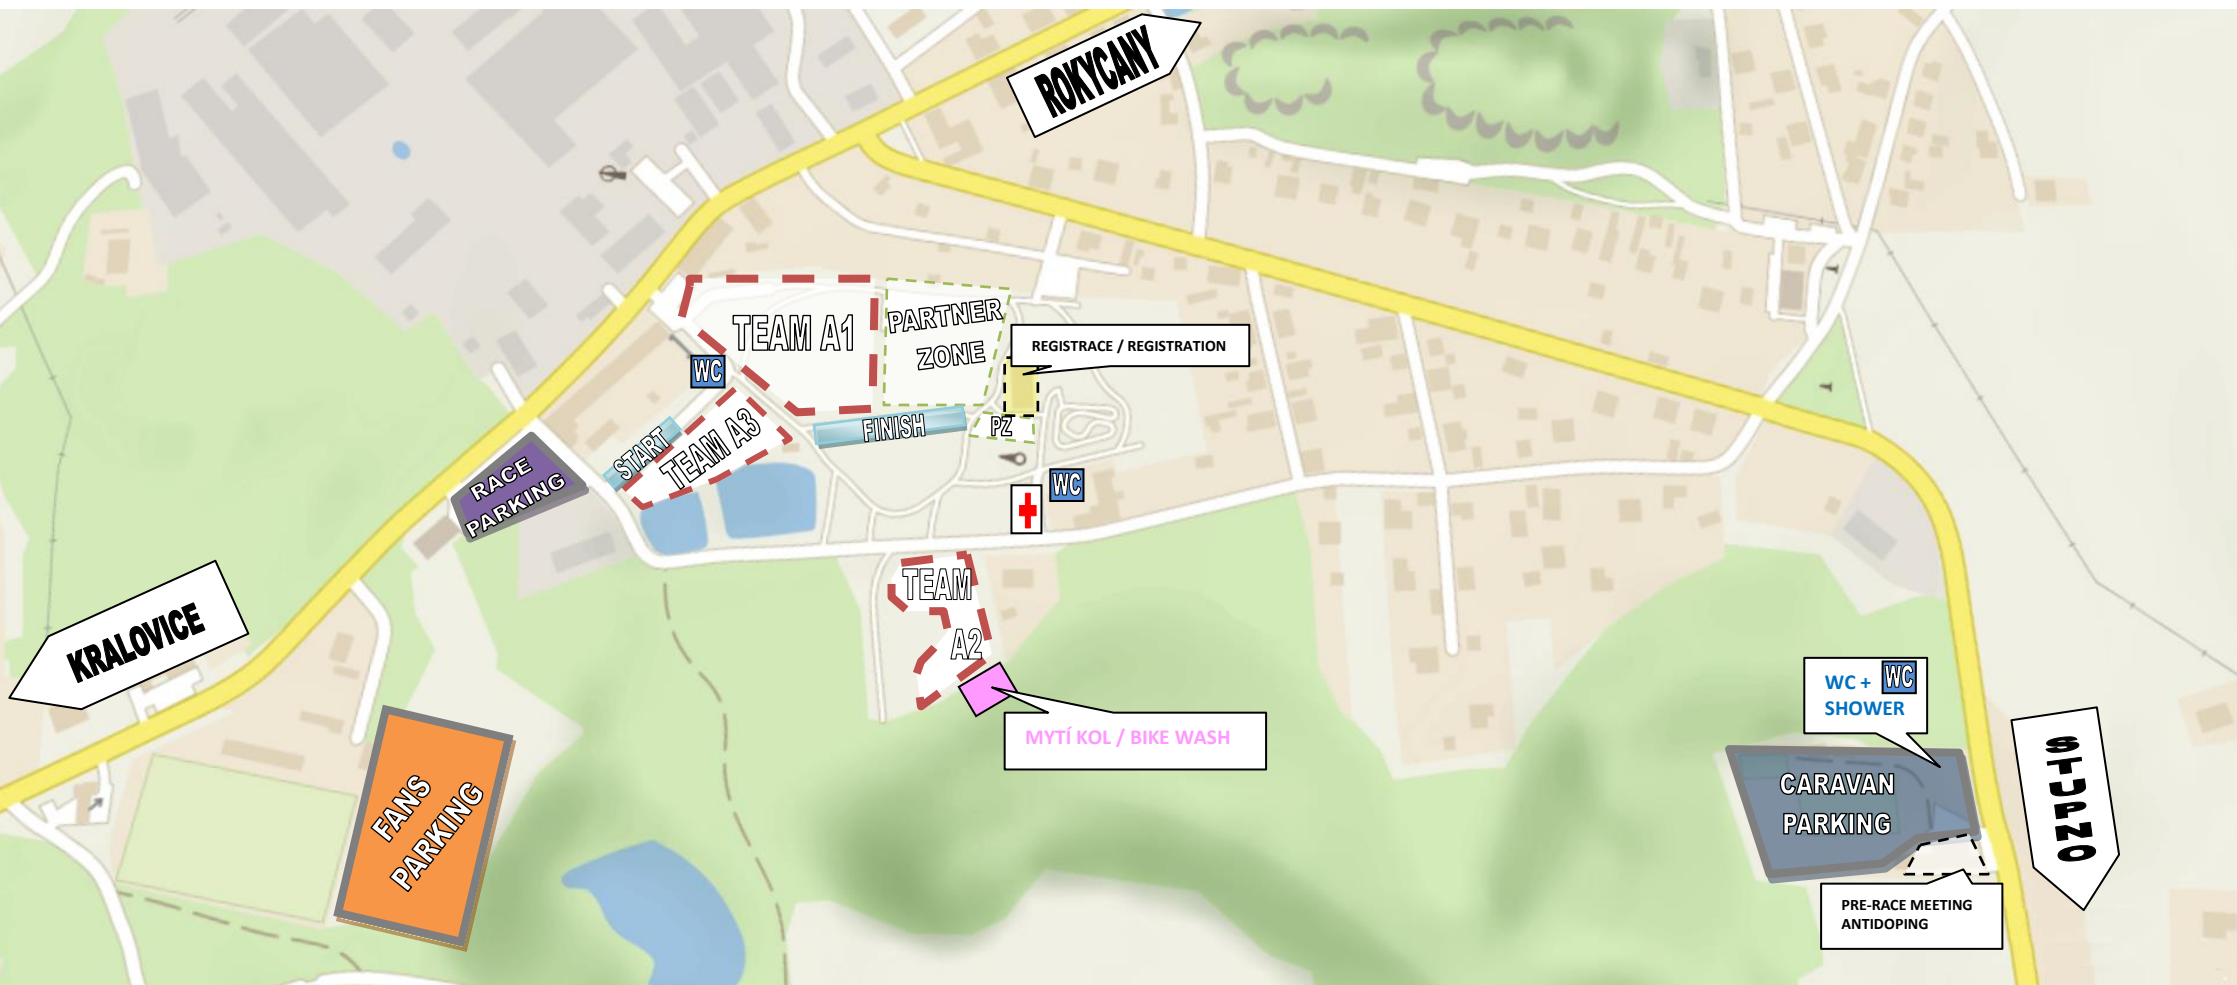 ROKYCANY
TEAM A1
PARTNER
ZONE
REGISTRACE / REGISTRATION
WC
START
TEAM A3
FINISH
PZ
RACE
PARKING
WC
TEAM
A2
KRALOVICE
MYTÍ KOL / BIKE WASH
FANS
PARKING
WC + WC
SHOWER
CARAVAN
PARKING
STUPNO
PRE-RACE MEETING
ANTIDOPING